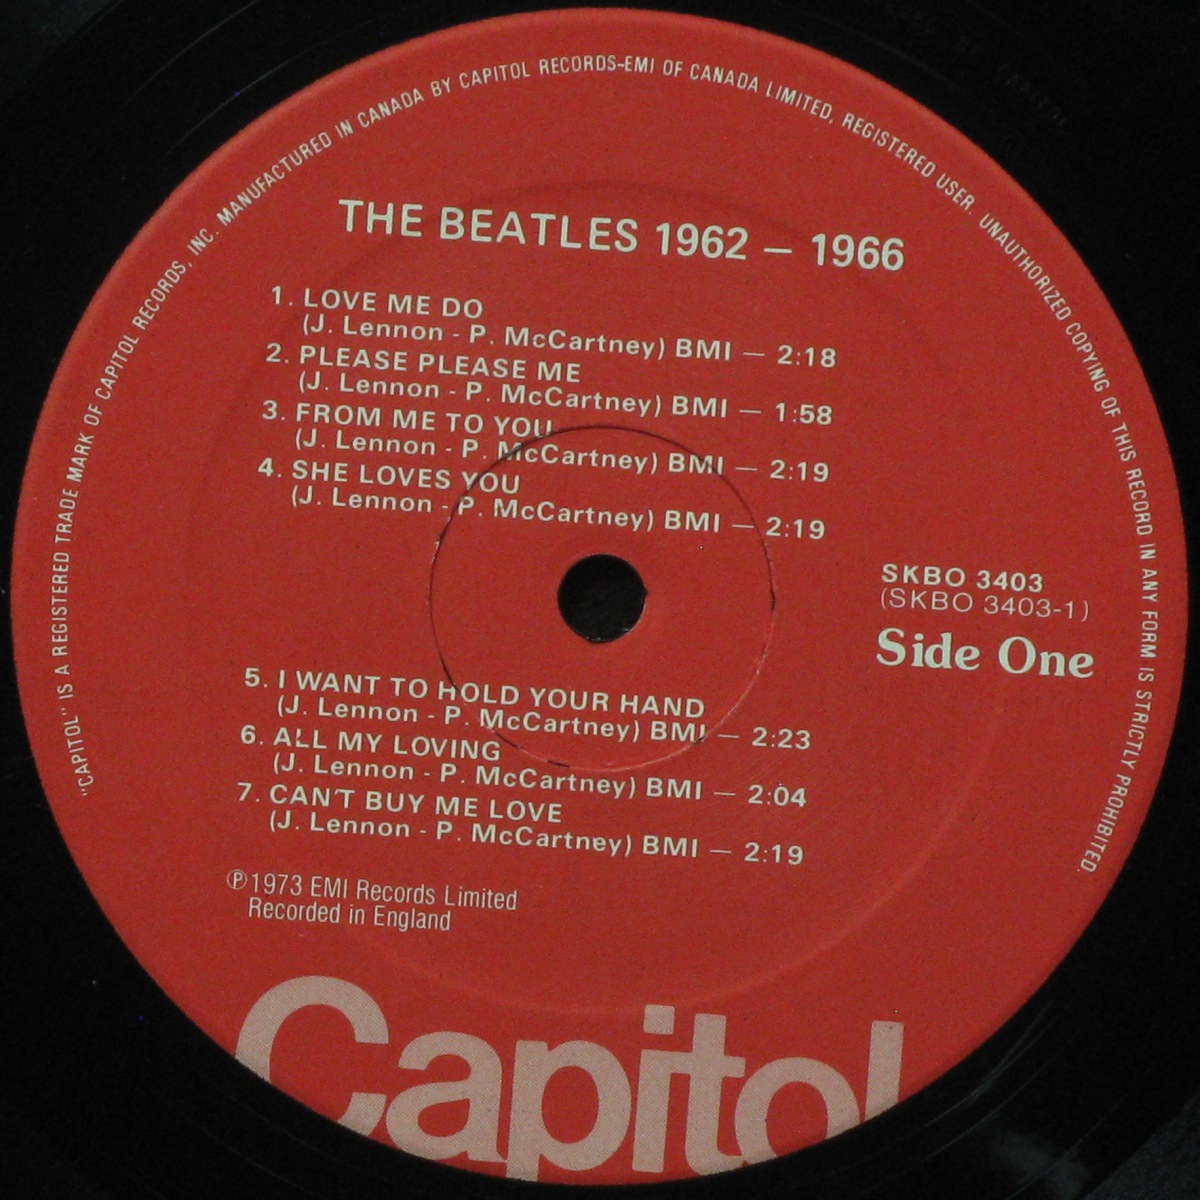 "CAPITOL" IS A REGISTERED TRADE MARK OF CAPITOL RECORDS, INC. MANUFACTURED IN CANADA BY CAPITOL RECORDS-EMI OF CANADA LIMITED, REGISTERED USER. UNAUTHORIZED COPYING OF THIS RECORD IN ANY FORM IS STRICTLY PROHIBITED.
THE BEATLES 1962 – 1966
1. LOVE ME DO
(J. Lennon - P. McCartney) BMI — 2:18
2. PLEASE PLEASE ME
(J. Lennon - P. McCartney) BMI — 1:58
3. FROM ME TO YOU
(J. Lennon - P. McCartney) BMI — 2:19
4. SHE LOVES YOU
(J. Lennon - P. McCartney) BMI — 2:19
SKBO 3403
(SKBO 3403-1)
Side One
5. I WANT TO HOLD YOUR HAND
(J. Lennon - P. McCartney) BMI — 2:23
6. ALL MY LOVING
(J. Lennon - P. McCartney) BMI — 2:04
7. CAN'T BUY ME LOVE
(J. Lennon - P. McCartney) BMI — 2:19
℗ 1973 EMI Records Limited
Recorded in England
Capitol